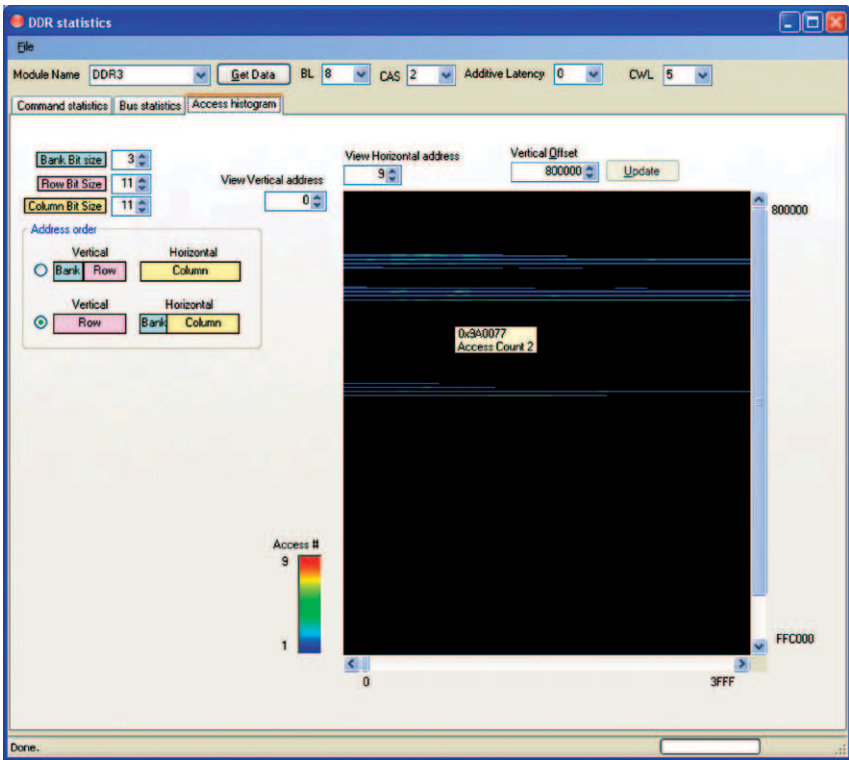 DDR statistics
File
Module Name DDR3 Get Data BL 8 CAS 2 Additive Latency 0 CWL 5
Command statistics Bus statistics Access histogram
Bank Bit size 3
Row Bit Size 11
Column Bit Size 11
View Vertical address
0
View Horizontal address
9
Vertical Offset
800000 Update
Address order
Vertical Horizontal
Bank Row Column
Vertical Horizontal
Row Bank Column
800000
0x9A0077
Access Count 2
Access #
9
1
FFC000
0 3FFF
Done.